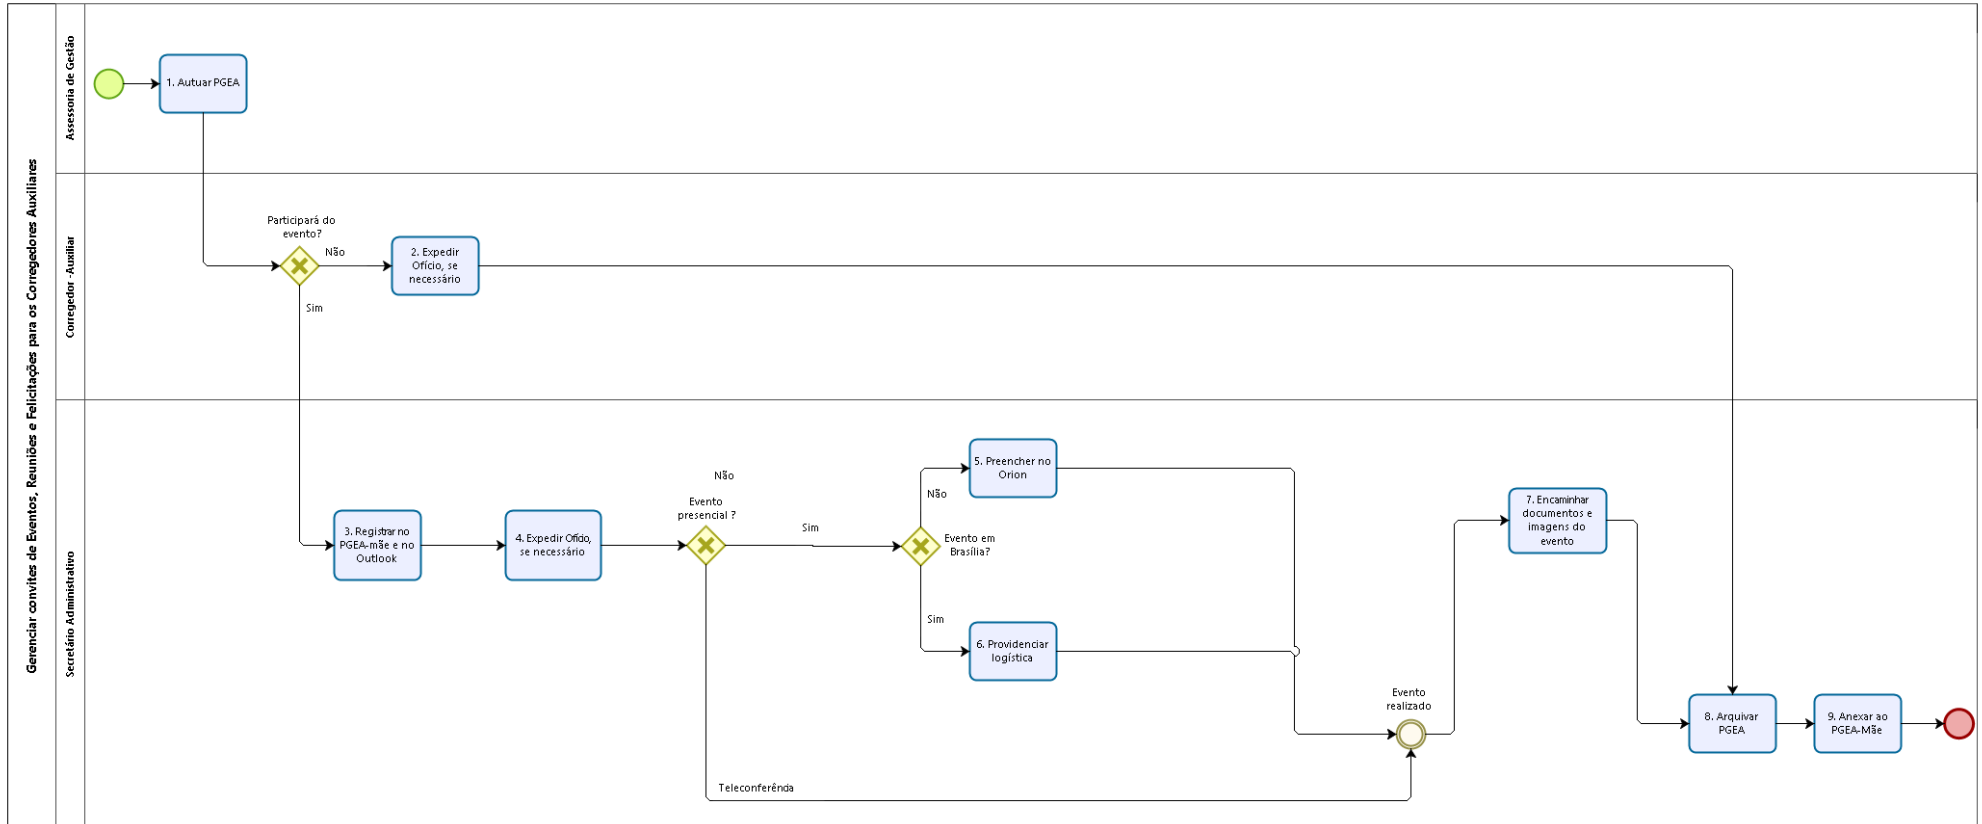 Gerenciar convites de Eventos, Reuniões e Felicitações para os Corregedores Auxiliares
Assessoria de Gestão
1. Autuar PGEA
Corregedor -Auxiliar
Participará do
evento?
Não
Sim
2. Expedir
Ofício, se
necessário
Secretário Administrativo
3. Registrar no
PGEA-mãe e no
Outlook
4. Expedir Ofício,
se necessário
Não
Evento
presencial ?
Sim
Teleconferência
Evento em
Brasília?
Não
Sim
5. Preencher no
Orion
6. Providenciar
logística
Evento
realizado
7. Encaminhar
documentos e
imagens do
evento
8. Arquivar
PGEA
9. Anexar ao
PGEA-Mãe